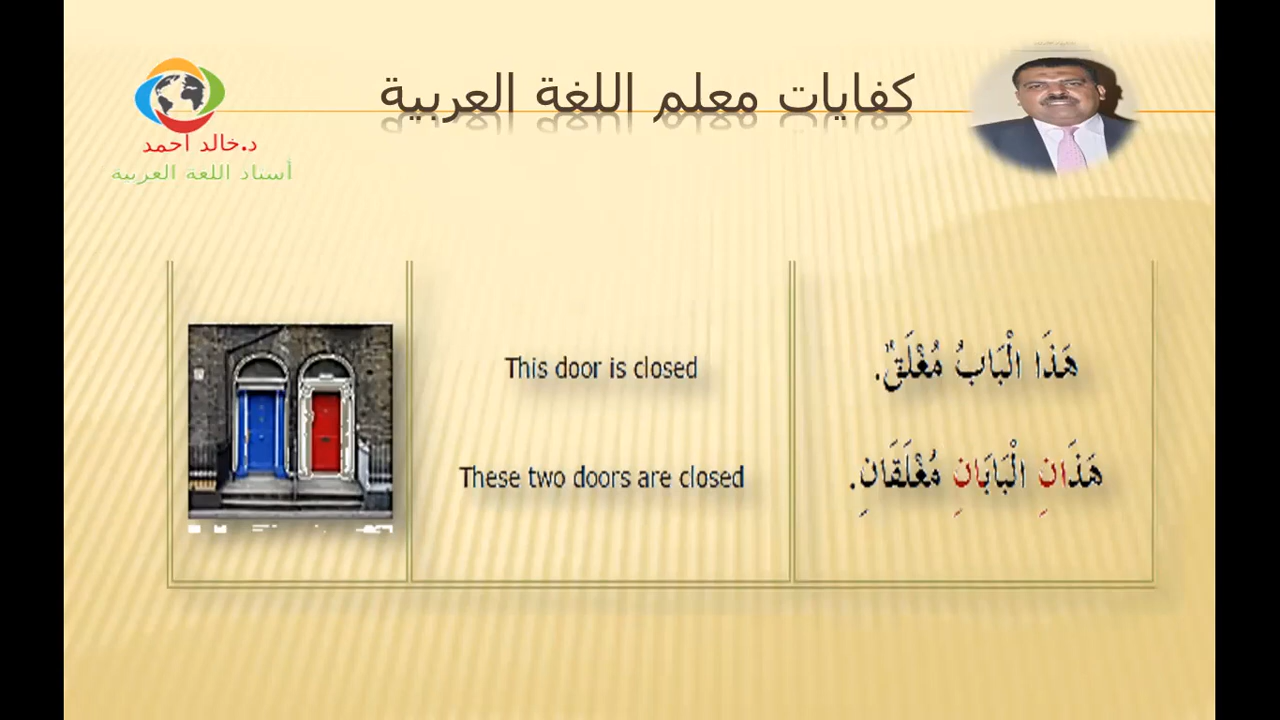 كفايات معلم اللغة العربية
د.خالد احمد
أستاذ اللغة العربية
هَذَا الْبَابُ مُغْلَقٌ.
This door is closed
هَذَانِ الْبَابَانِ مُغْلَقَانِ.
These two doors are closed